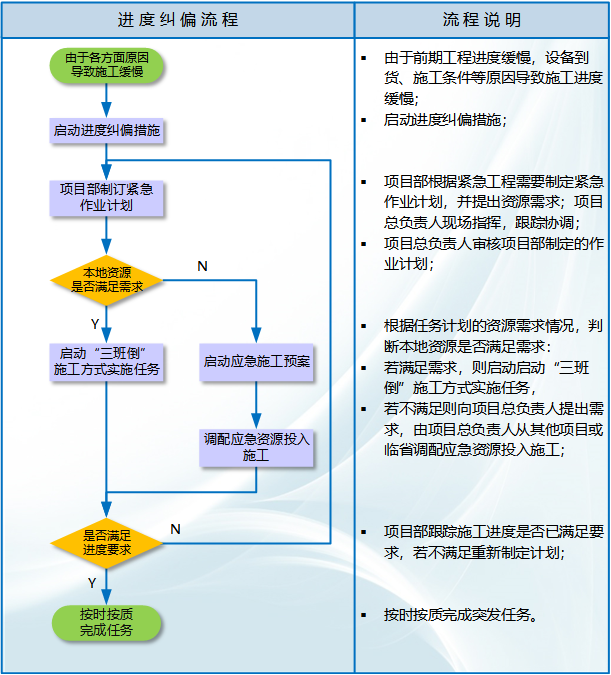 进度纠偏流程
流程说明
由于各方面原因
导致施工缓慢
启动进度纠偏措施
项目部制订紧急
作业计划
本地资源
是否满足需求
N
Y
启动“三班倒”
施工方式实施任务
启动应急施工预案
调配应急资源投入
施工
是否满足
进度要求
N
Y
按时按质
完成任务
▪ 由于前期工程进度缓慢，设备到
货、施工条件等原因导致施工进度
缓慢；
▪ 启动进度纠偏措施；
▪ 项目部根据紧急工程需要制定紧急
作业计划，并提出资源需求；项目
总负责人现场指挥，跟踪协调；
▪ 项目总负责人审核项目部制定的作
业计划；
▪ 根据任务计划的资源需求情况，判
断本地资源是否满足需求：
▪ 若满足需求，则启动启动“三班
倒”施工方式实施任务，
▪ 若不满足则向项目总负责人提出需
求，由项目总负责人从其他项目或
临省调配应急资源投入施工；
▪ 项目部跟踪施工进度是否已满足要
求，若不满足重新制定计划；
▪ 按时按质完成突发任务。